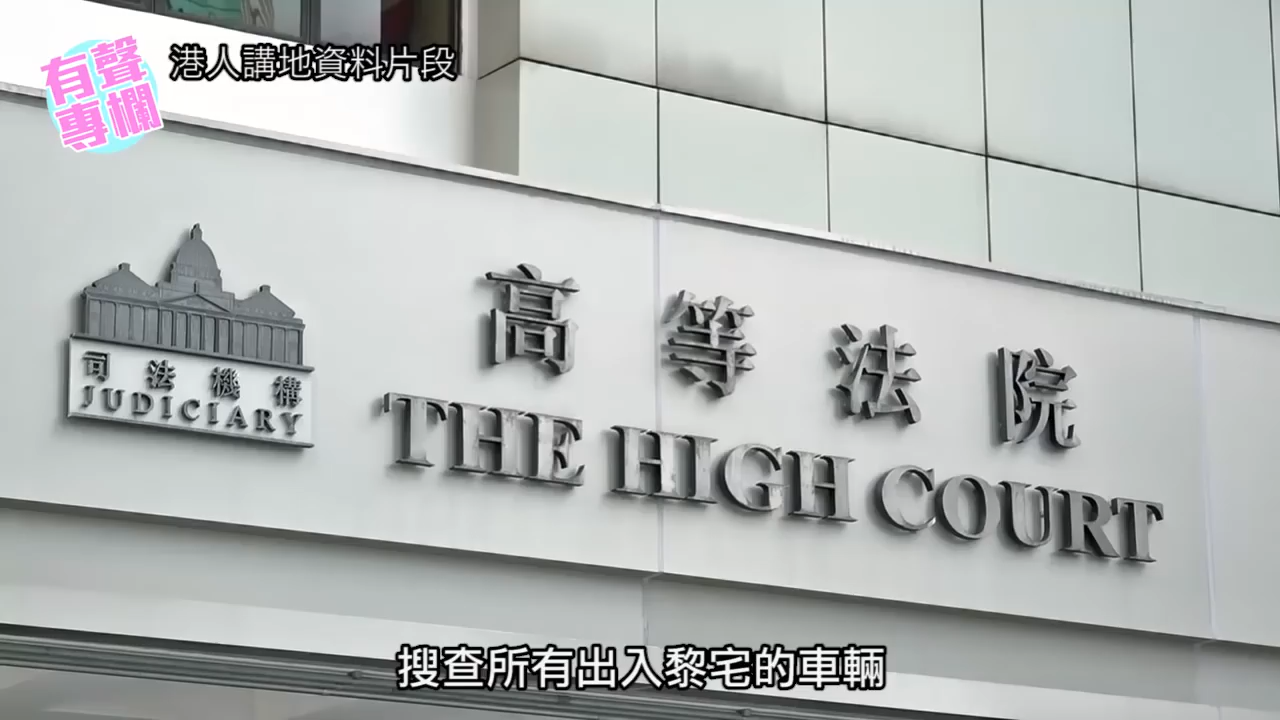 有聲
專欄
港人講地資料片段
司法機構
JUDICIARY
高等法院
THE HIGH COURT
搜查所有出入黎宅的車輛